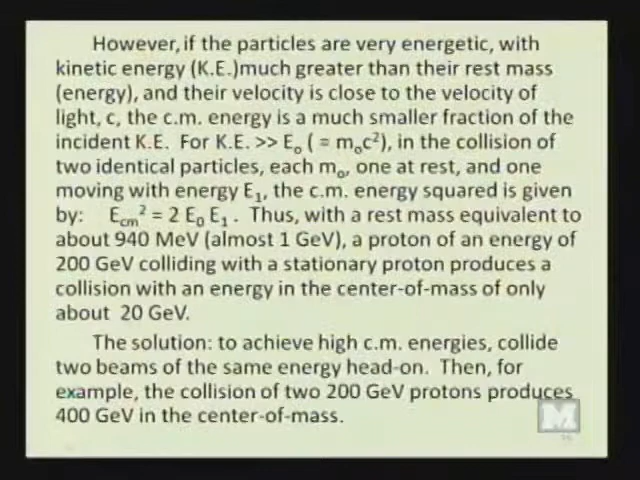 However, if the particles are very energetic, with
kinetic energy (K.E.)much greater than their rest mass
(energy), and their velocity is close to the velocity of
light, c, the c.m. energy is a much smaller fraction of the
incident K.E. For K.E. >> Eₒ ( = mₒc²), in the collision of
two identical particles, each mₒ, one at rest, and one
moving with energy E₁, the c.m. energy squared is given
by: E꜀ₘ² = 2 E₀ E₁ . Thus, with a rest mass equivalent to
about 940 MeV (almost 1 GeV), a proton of an energy of
200 GeV colliding with a stationary proton produces a
collision with an energy in the center-of-mass of only
about 20 GeV.
The solution: to achieve high c.m. energies, collide
two beams of the same energy head-on. Then, for
example, the collision of two 200 GeV protons produces
400 GeV in the center-of-mass.
M